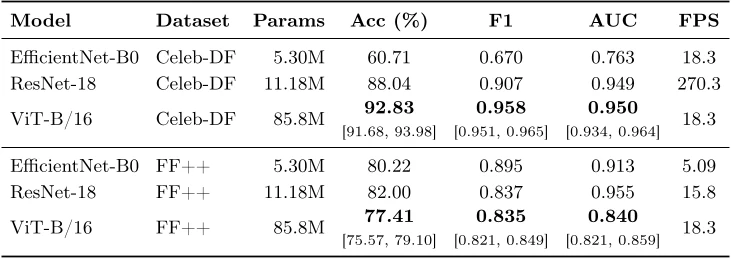 Model Dataset Params Acc (%) F1 AUC FPS
EfficientNet-B0 Celeb-DF 5.30M 60.71 0.670 0.763 18.3
ResNet-18 Celeb-DF 11.18M 88.04 0.907 0.949 270.3
ViT-B/16 Celeb-DF 85.8M 92.83 0.958 0.950 18.3
[91.68, 93.98] [0.951, 0.965] [0.934, 0.964]
EfficientNet-B0 FF++ 5.30M 80.22 0.895 0.913 5.09
ResNet-18 FF++ 11.18M 82.00 0.837 0.955 15.8
ViT-B/16 FF++ 85.8M 77.41 0.835 0.840 18.3
[75.57, 79.10] [0.821, 0.849] [0.821, 0.859]